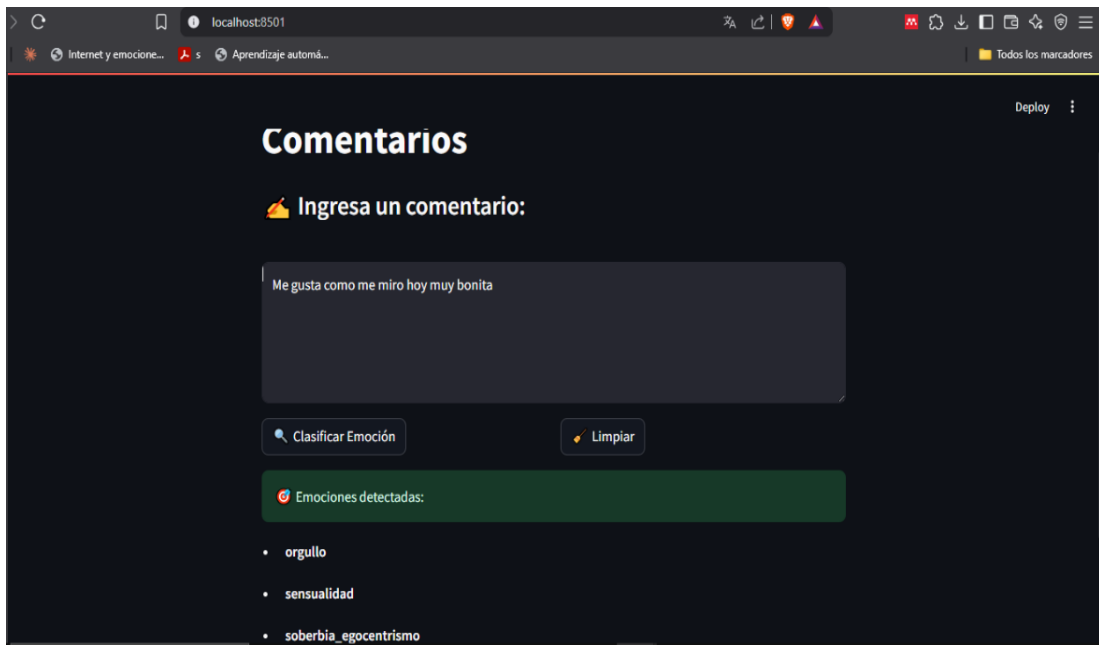 localhost:8501
Internet y emocione...
s
Aprendizaje automá...
Todos los marcadores
Deploy
Comentarios
Ingresa un comentario:
Me gusta como me miro hoy muy bonita
Clasificar Emoción
Limpiar
Emociones detectadas:
• orgullo
• sensualidad
• soberbia_egocentrismo